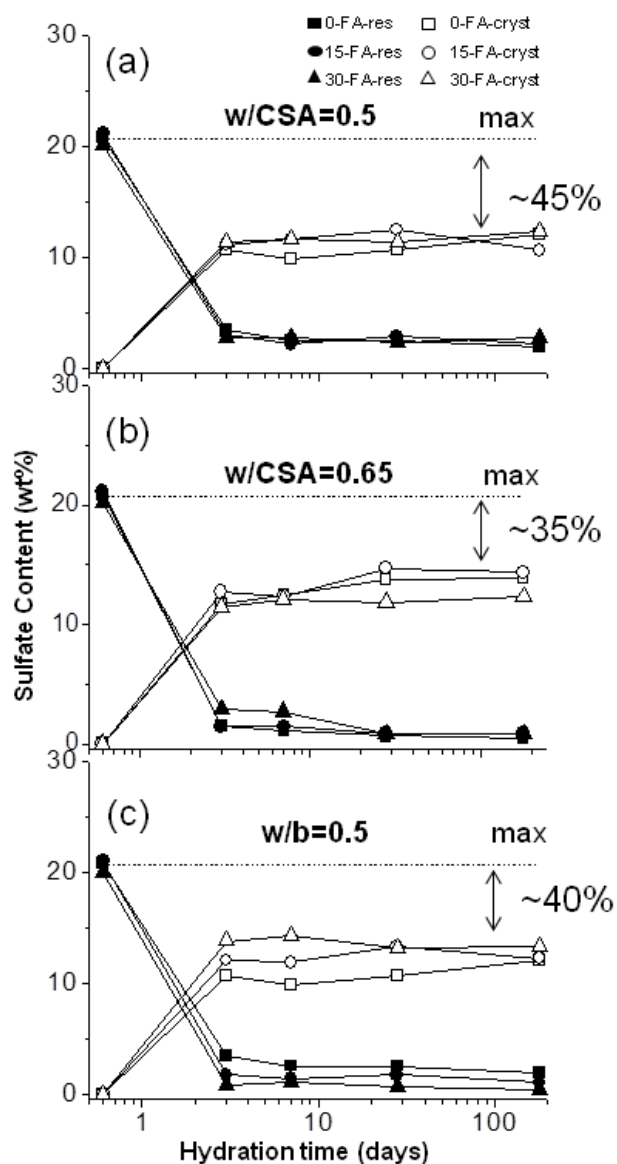 0-FA-res 0-FA-cryst
15-FA-res 15-FA-cryst
30-FA-res 30-FA-cryst
(a)
30
w/CSA=0.5 max
20
~45%
10
0
(b)
30
w/CSA=0.65 max
20
~35%
10
0
(c)
30
w/b=0.5 max
20
~40%
10
0
Sulfate Content (wt%)
1 10 100
Hydration time (days)